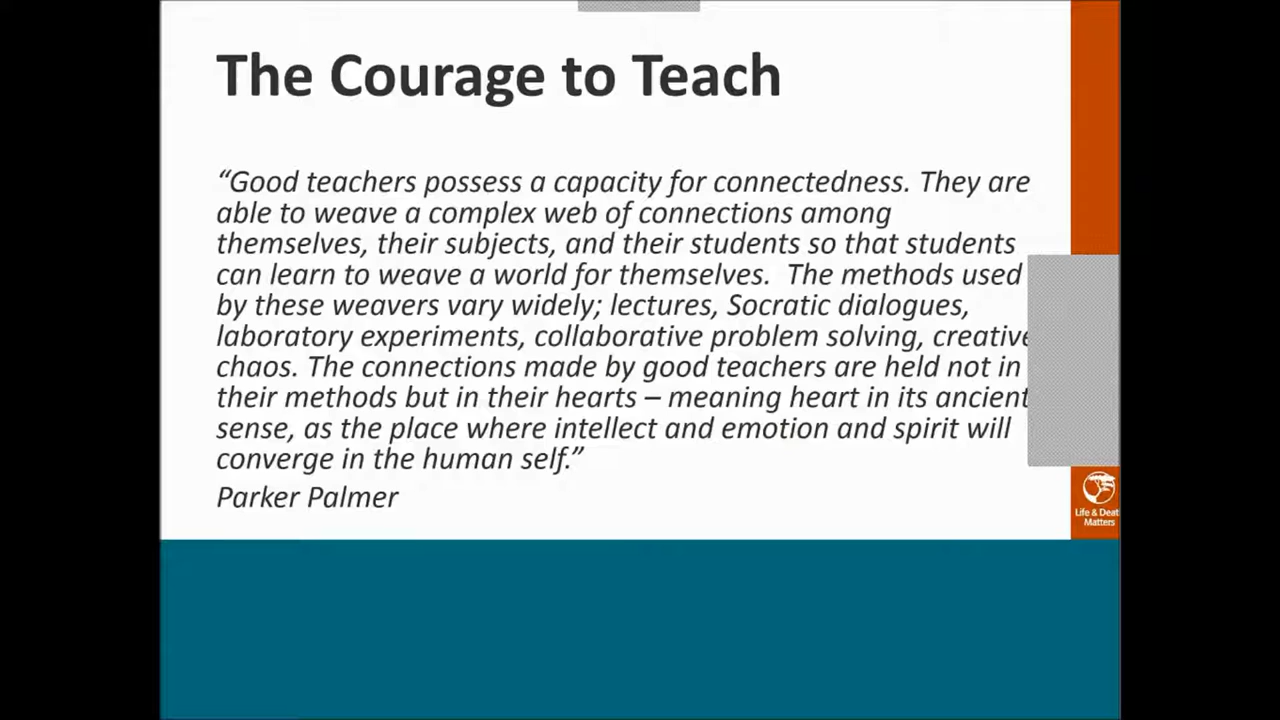 The Courage to Teach
“Good teachers possess a capacity for connectedness. They are
able to weave a complex web of connections among
themselves, their subjects, and their students so that students
can learn to weave a world for themselves.  The methods used
by these weavers vary widely; lectures, Socratic dialogues,
laboratory experiments, collaborative problem solving, creative
chaos. The connections made by good teachers are held not in
their methods but in their hearts – meaning heart in its ancient
sense, as the place where intellect and emotion and spirit will
converge in the human self.”
Parker Palmer
Life & Deat
Matters